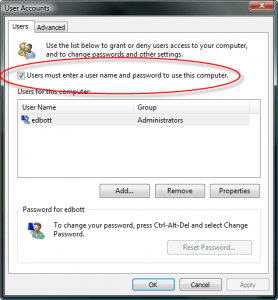 User Accounts
Users Advanced
Use the list below to grant or deny users access to your computer,
and to change passwords and other settings.
Users must enter a user name and password to use this computer.
Users for this computer:
User Name Group
edbott Administrators
Add... Remove Properties
Password for edbott
To change your password, press Ctrl-Alt-Del and select Change
Password.
Reset Password...
OK Cancel Apply